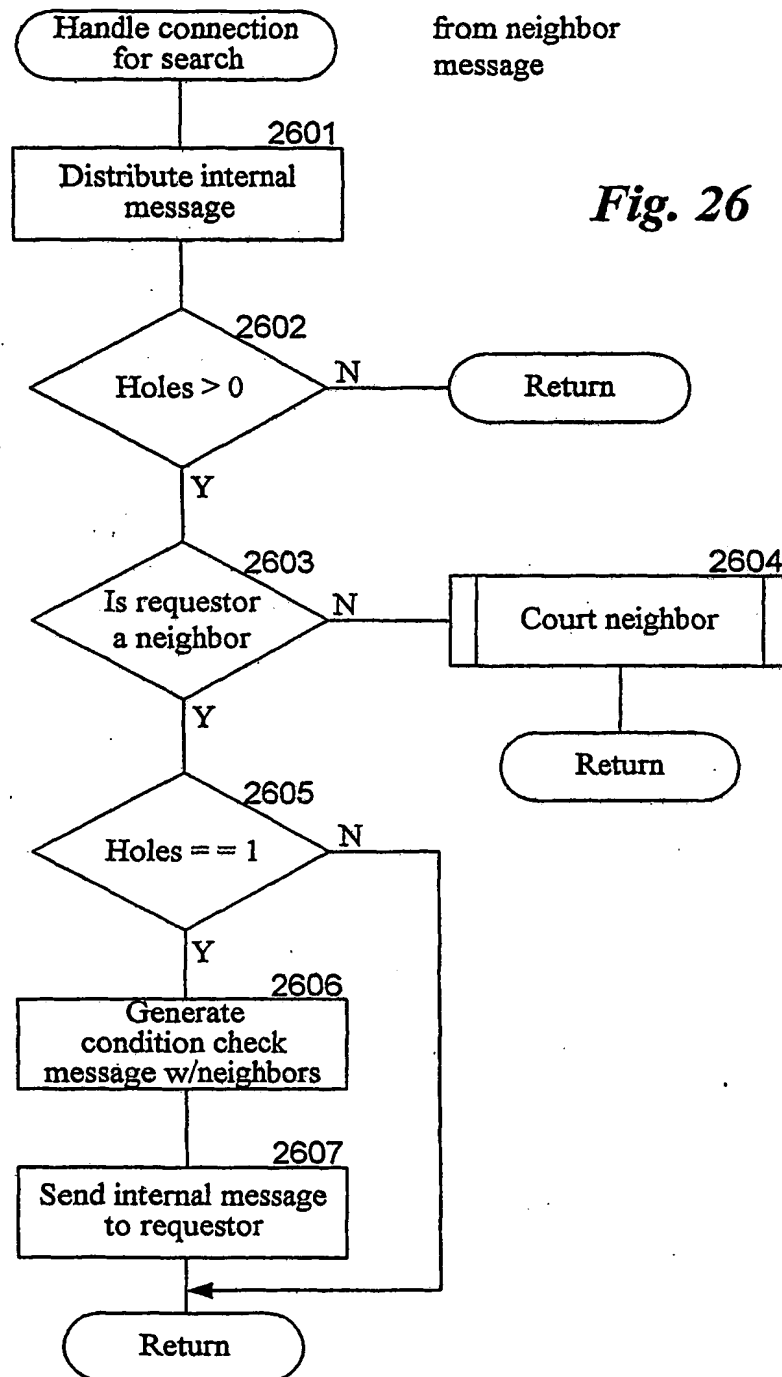 Handle connection
for search
from neighbor
message
Fig. 26
2601
Distribute internal
message
2602
Holes > 0
N
Return
Y
2603
Is requestor
a neighbor
N
2604
Court neighbor
Return
Y
2605
Holes = = 1
N
Y
2606
Generate
condition check
message w/neighbors
2607
Send internal message
to requestor
Return